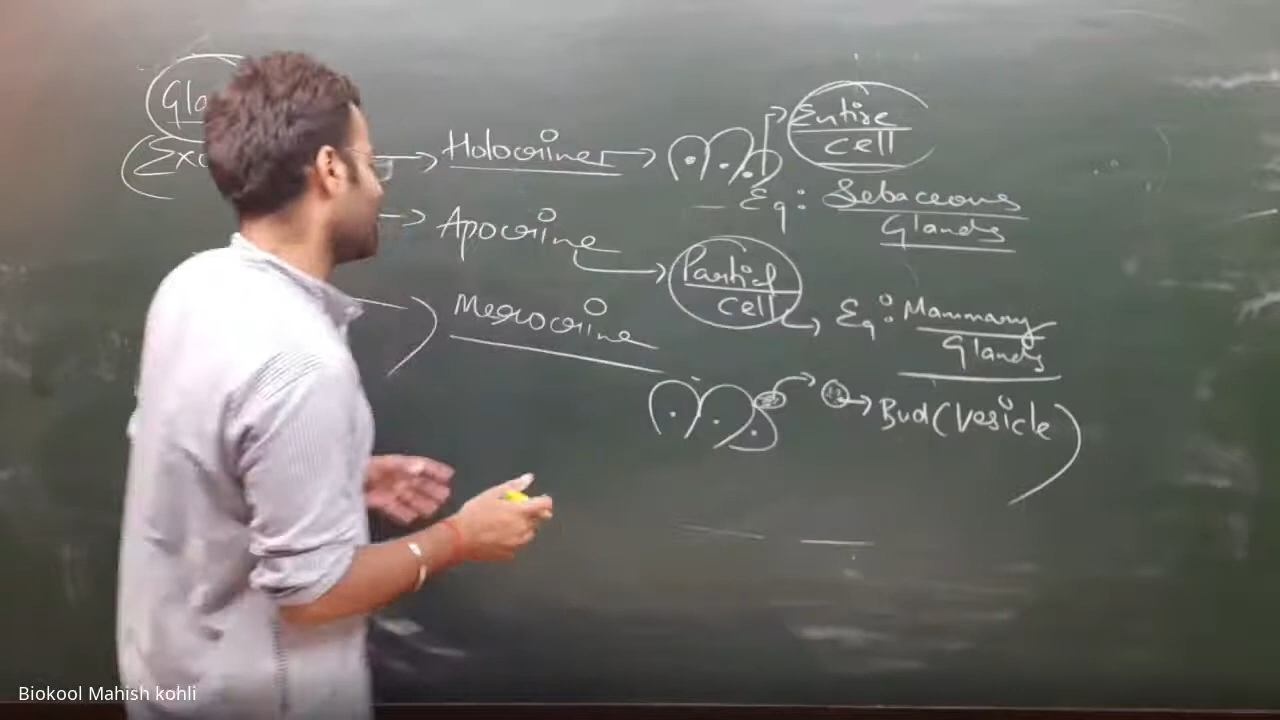 Gla
Exo
Holocrine
Entire
cell
Eg: Sebaceous
Glands
Apocrine
Partial
cell
Eg: Mammary
Glands
Merocrine
Bud (Vesicle)
Biokool Mahish kohli